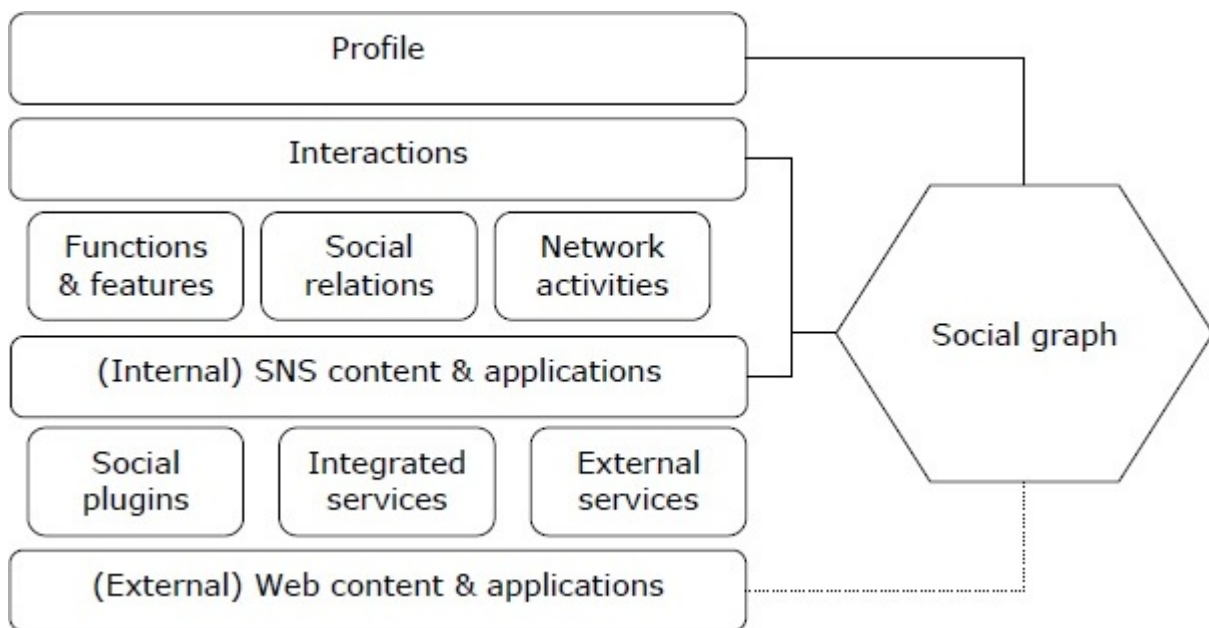 Profile
Interactions
Functions
& features
Social
relations
Network
activities
Social graph
(Internal) SNS content & applications
Social
plugins
Integrated
services
External
services
(External) Web content & applications